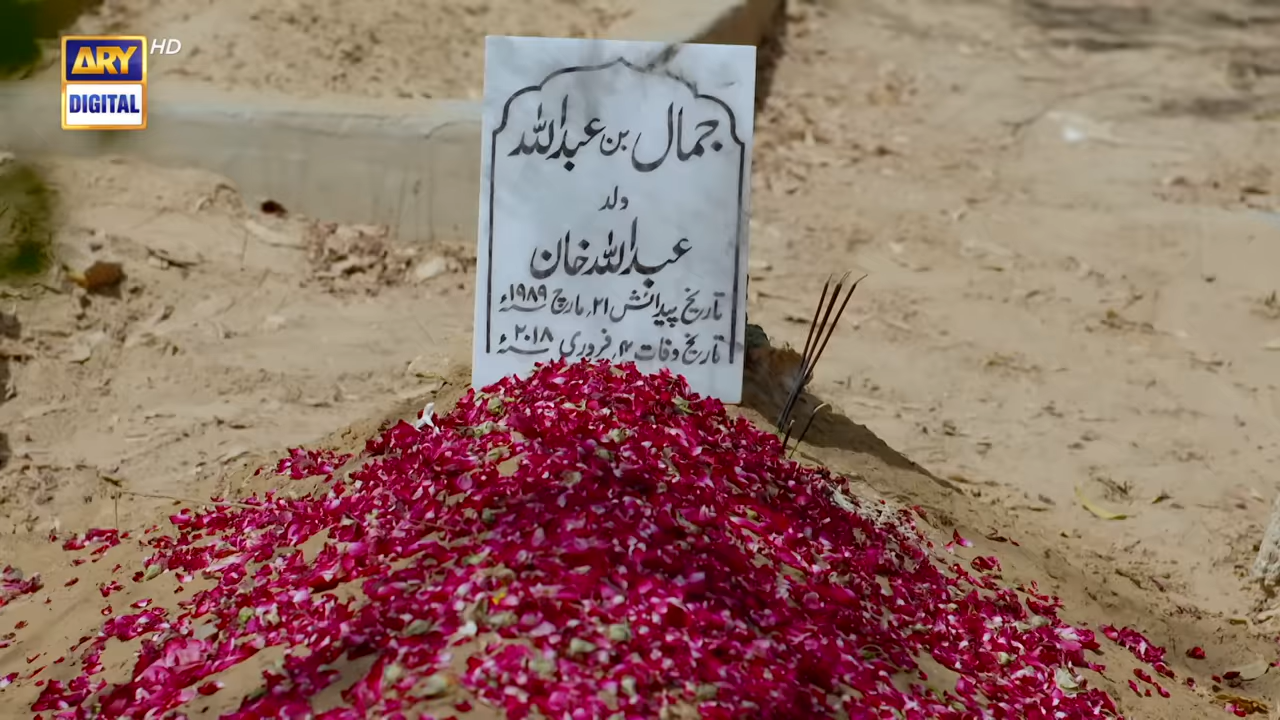 ARY
HD
DIGITAL
جمال بن عبداللہ
ولد
عبداللہ خان
تاریخ پیدائش ۲۱؍ مارچ ۱۹۸۹ء
تاریخ وفات ۴؍ فروری ۲۰۱۸ء